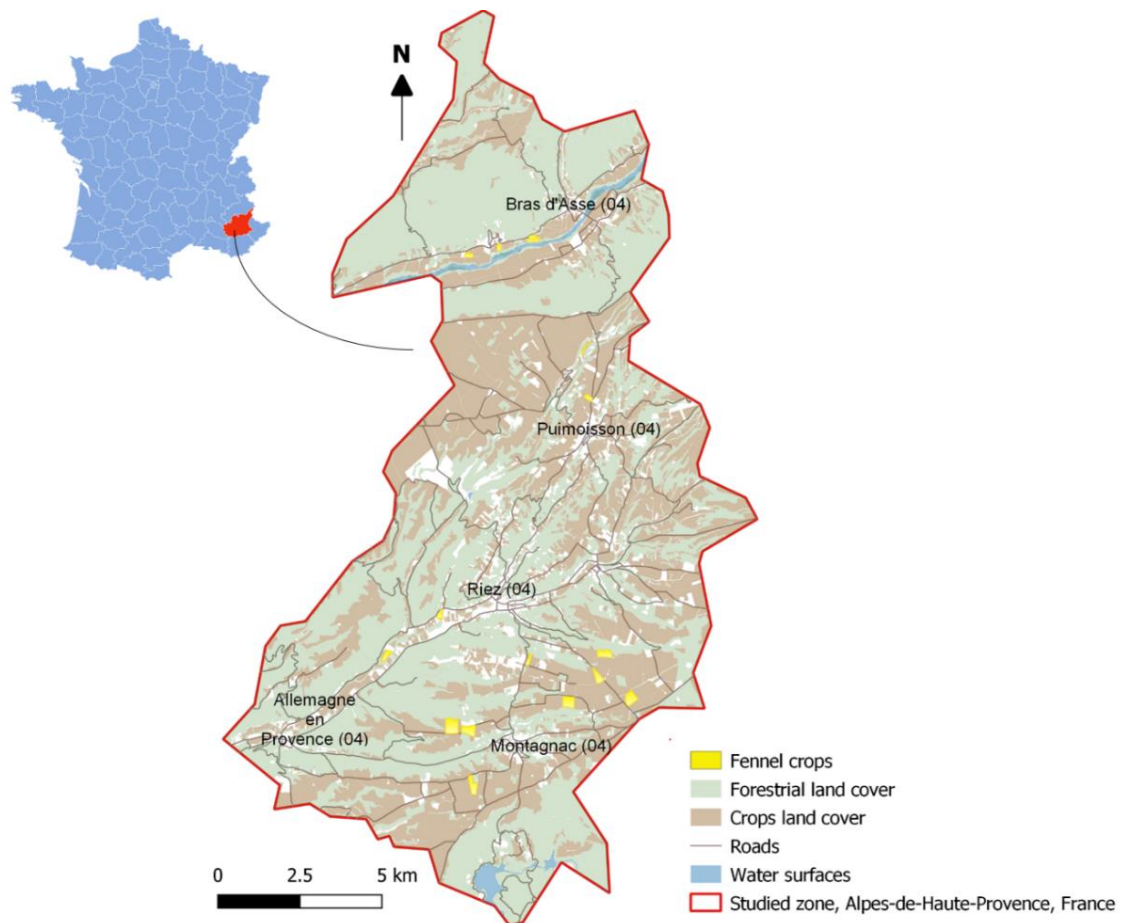 N
Bras d'Asse (04)
Puimoisson (04)
Riez (04)
Allemagne
en
Provence (04)
Montagnac (04)
Fennel crops
Forestrial land cover
Crops land cover
Roads
Water surfaces
Studied zone, Alpes-de-Haute-Provence, France
0 2.5 5 km